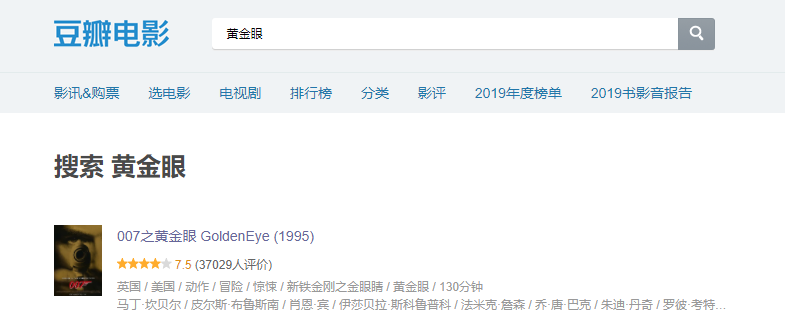 豆瓣电影
黄金眼
影讯&购票 选电影 电视剧 排行榜 分类 影评 2019年度榜单 2019书影音报告
搜索 黄金眼
007之黄金眼 GoldenEye (1995)
7.5 (37029人评价)
英国 / 美国 / 动作 / 冒险 / 惊悚 / 新铁金刚之金眼睛 / 黄金眼 / 130分钟
马丁·坎贝尔 / 皮尔斯·布鲁斯南 / 肖恩·宾 / 伊莎贝拉·斯科鲁普科 / 法米克·詹森 / 乔·唐·巴克 / 朱迪·丹奇 / 罗彼·考特...
007